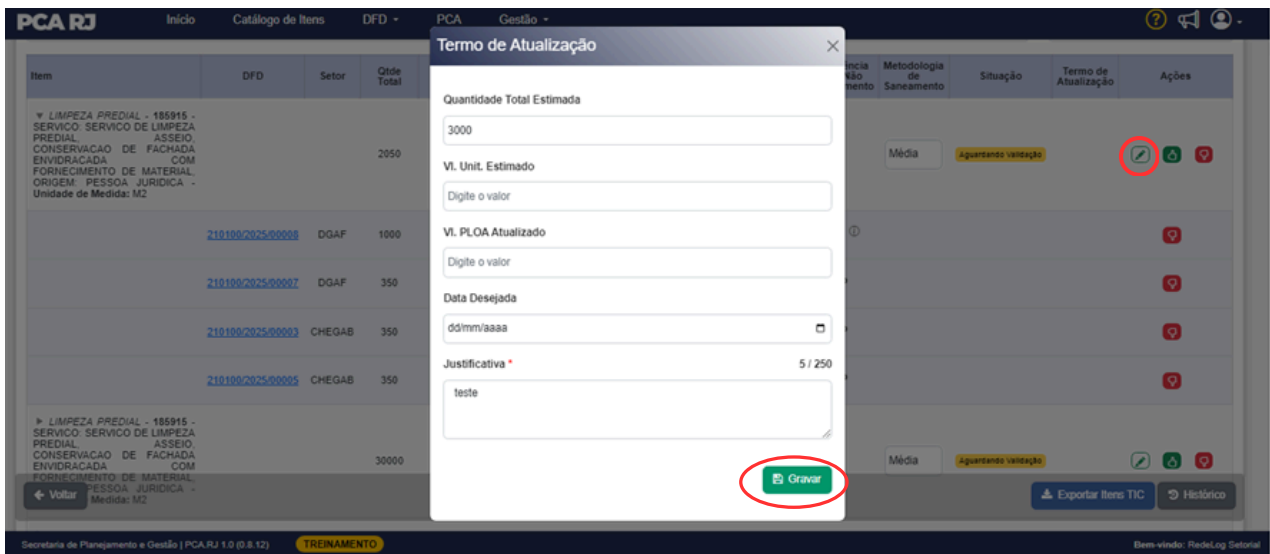 PCA RJ Início Catálogo de Itens DFD PCA Gestão
Termo de Atualização
Item DFD Setor Qtde Total Metodologia de Saneamento Situação Termo de Atualização Ações
LIMPEZA PREDIAL - 185915 -
SERVICO: SERVICO DE LIMPEZA
PREDIAL, ASSEIO,
CONSERVACAO DE FACHADA
ENVIDRACADA COM
FORNECIMENTO DE MATERIAL,
ORIGEM: PESSOA JURIDICA -
Unidade de Medida: M2
2050
Média Aguardando Validação
210100/2025/00008 DGAF 1000
210100/2025/00007 DGAF 350
210100/2025/00003 CHEGAB 350
210100/2025/00005 CHEGAB 350
LIMPEZA PREDIAL - 185915 -
SERVICO: SERVICO DE LIMPEZA
PREDIAL, ASSEIO,
CONSERVACAO DE FACHADA
ENVIDRACADA COM
FORNECIMENTO DE MATERIAL,
PESSOA JURIDICA -
Medida: M2
30000
Média Aguardando Validação
Quantidade Total Estimada
3000
Vl. Unit. Estimado
Digite o valor
Vl. PLOA Atualizado
Digite o valor
Data Desejada
dd/mm/aaaa
Justificativa * 5 / 250
teste
Gravar
Voltar Exportar Itens TIC Histórico
Secretaria de Planejamento e Gestão | PCA.RJ 1.0 (0.8.12) TREINAMENTO Bem-vindo: RedeLog Setorial